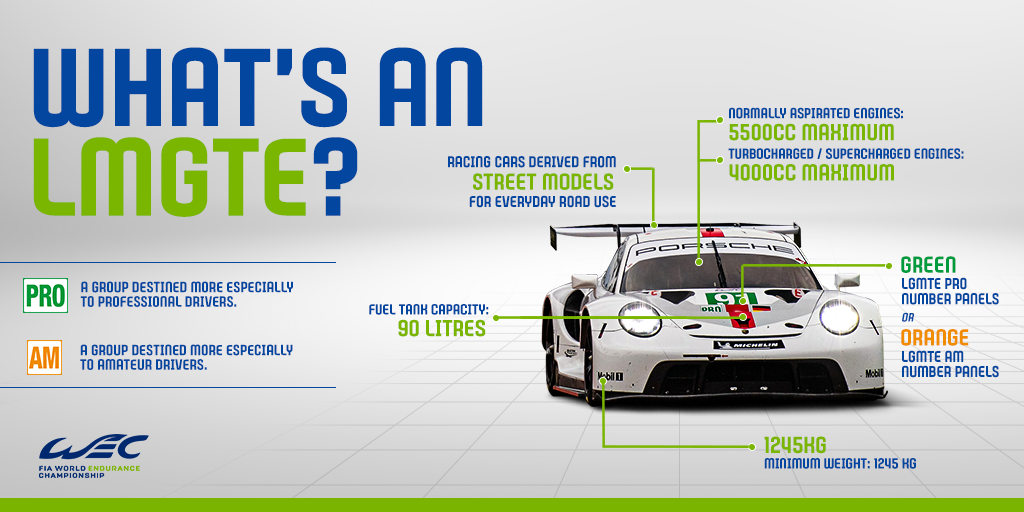 WHAT'S AN
LMGTE?
PRO
A GROUP DESTINED MORE ESPECIALLY
TO PROFESSIONAL DRIVERS.
AM
A GROUP DESTINED MORE ESPECIALLY
TO AMATEUR DRIVERS.
WEC
FIA WORLD ENDURANCE
CHAMPIONSHIP
RACING CARS DERIVED FROM
STREET MODELS
FOR EVERYDAY ROAD USE
NORMALLY ASPIRATED ENGINES:
5500CC MAXIMUM
TURBOCHARGED / SUPERCHARGED ENGINES:
4000CC MAXIMUM
FUEL TANK CAPACITY:
90 LITRES
GREEN
LGMTE PRO
NUMBER PANELS
OR
ORANGE
LGMTE AM
NUMBER PANELS
1245KG
MINIMUM WEIGHT: 1245 KG
PORSCHE
MICHELIN
Mobil 1
Mobil